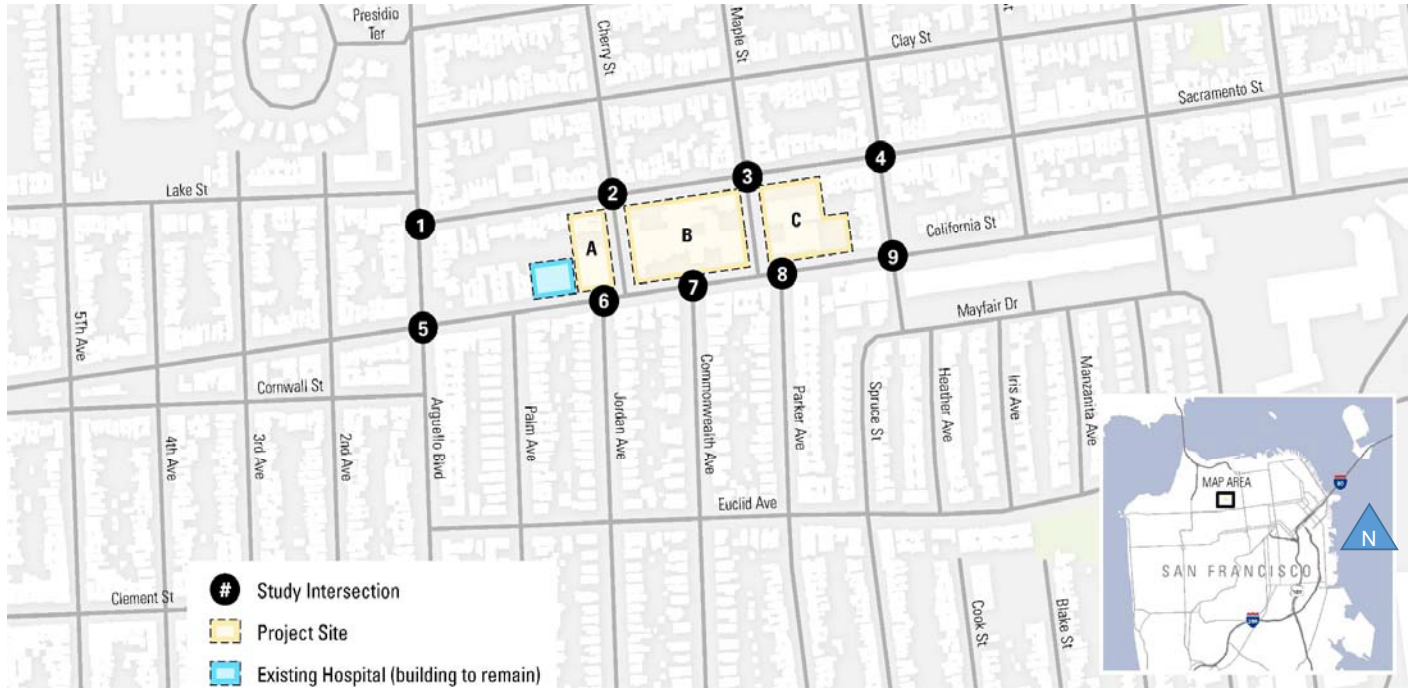 Presidio
Ter
Cherry St
Maple St
Clay St
Sacramento St
Lake St
1
2
3
4
A
B
C
California St
5
6
7
8
9
Mayfair Dr
5Th Ave
Cornwall St
4th Ave
3rd Ave
2nd Ave
Arguello Blvd
Palm Ave
Jordan Ave
Commonwealth Ave
Parker Ave
Spruce St
Heather Ave
Iris Ave
Manzanita Ave
Euclid Ave
Clement St
Cook St
Blake St
# Study Intersection
Project Site
Existing Hospital (building to remain)
MAP AREA
80
N
SAN FRANCISCO
280